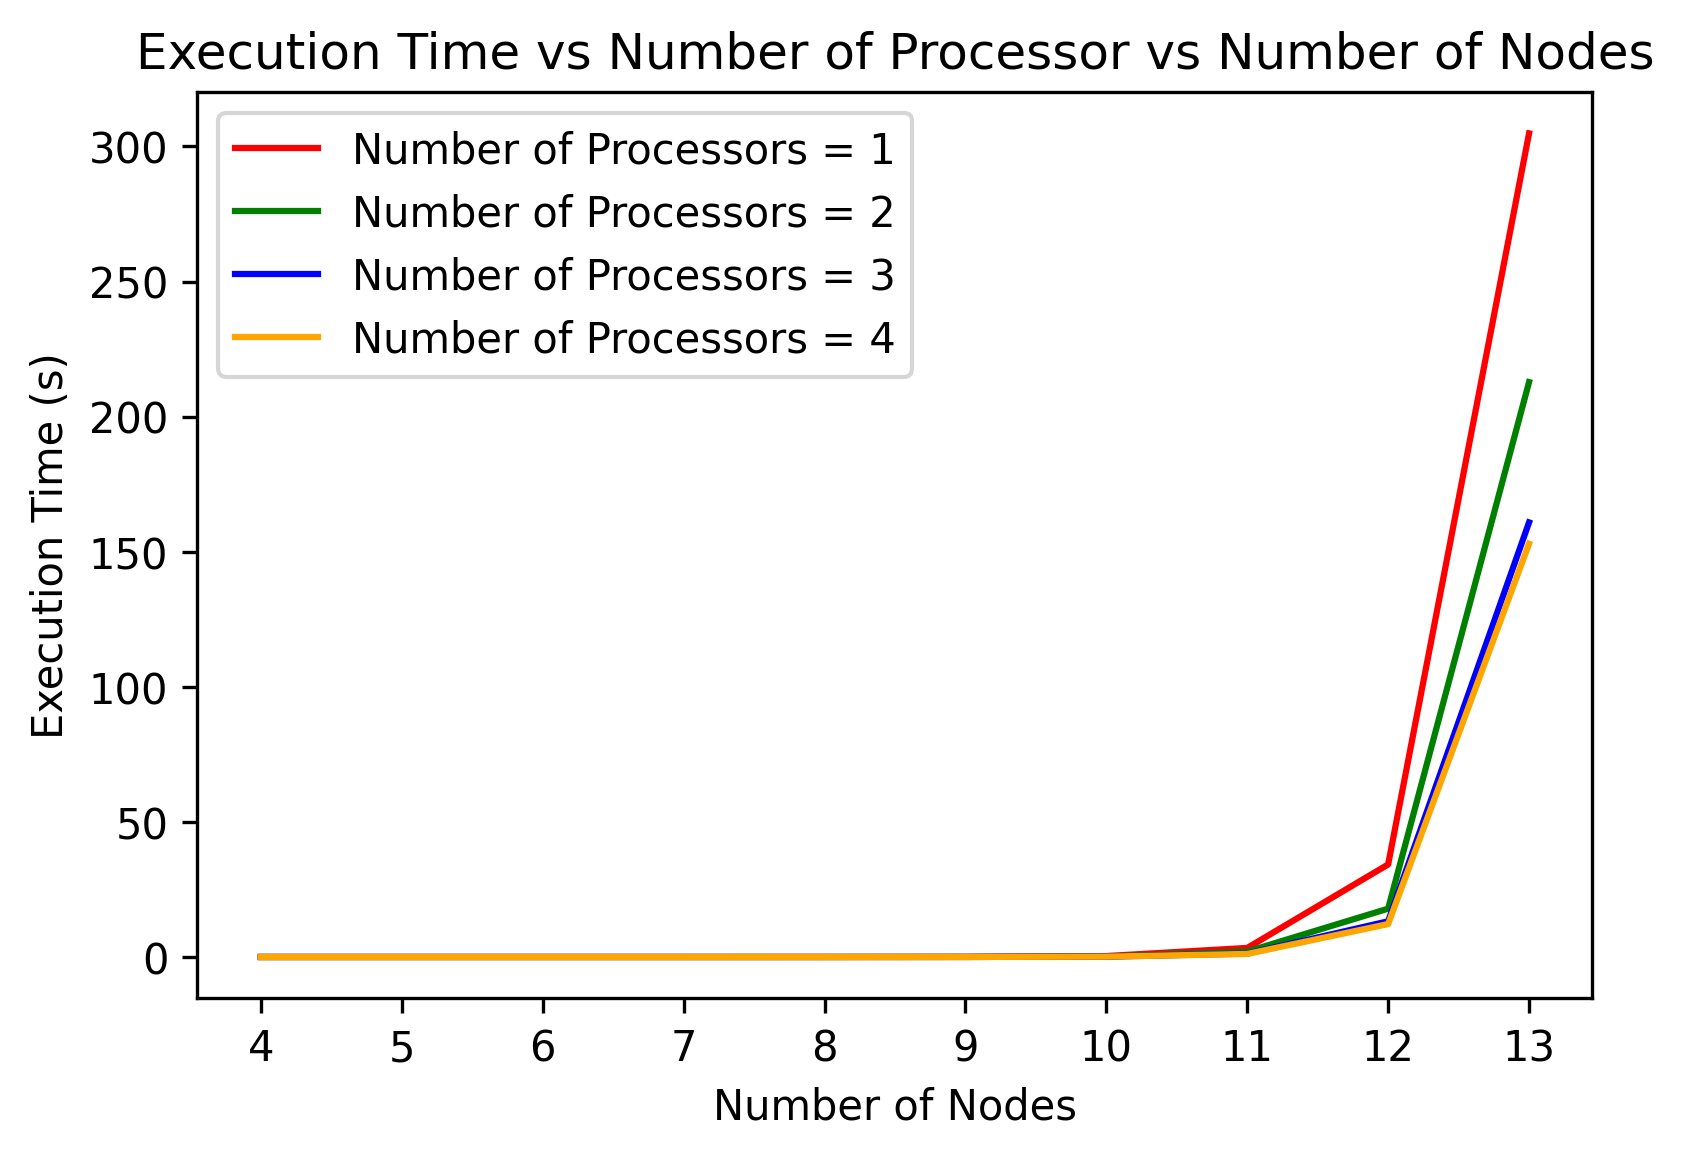 Execution Time vs Number of Processor vs Number of Nodes
Number of Processors = 1
Number of Processors = 2
Number of Processors = 3
Number of Processors = 4
Execution Time (s)
300
250
200
150
100
50
0
4 5 6 7 8 9 10 11 12 13
Number of Nodes